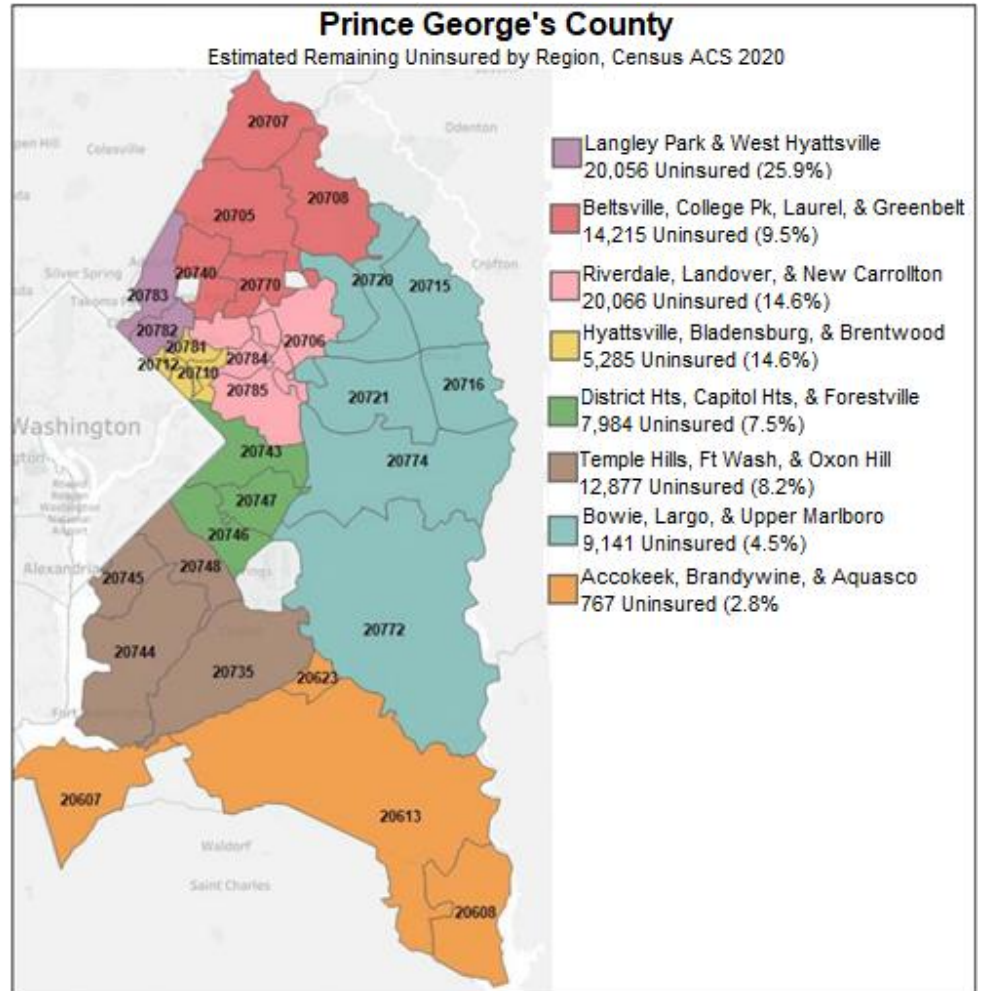 Prince George's County
Estimated Remaining Uninsured by Region, Census ACS 2020
20707
Odenton
Colesville
20708
20705
Langley Park & West Hyattsville
20,056 Uninsured (25.9%)
Beltsville, College Pk, Laurel, & Greenbelt
14,215 Uninsured (9.5%)
Riverdale, Landover, & New Carrollton
20,066 Uninsured (14.6%)
Hyattsville, Bladensburg, & Brentwood
5,285 Uninsured (14.6%)
District Hts, Capitol Hts, & Forestville
7,984 Uninsured (7.5%)
Temple Hills, Ft Wash, & Oxon Hill
12,877 Uninsured (8.2%)
Bowie, Largo, & Upper Marlboro
9,141 Uninsured (4.5%)
Accokeek, Brandywine, & Aquasco
767 Uninsured (2.8%
Crofton
Silver Spring
20740
20770
20720
20715
20783
Takoma
20782
20781
20706
20712
20710
20784
20785
20721
20716
Washington
20743
20774
20747
20746
Alexandria
20745
20748
20744
20735
20772
20623
20607
20613
Waldorf
Saint Charles
20608